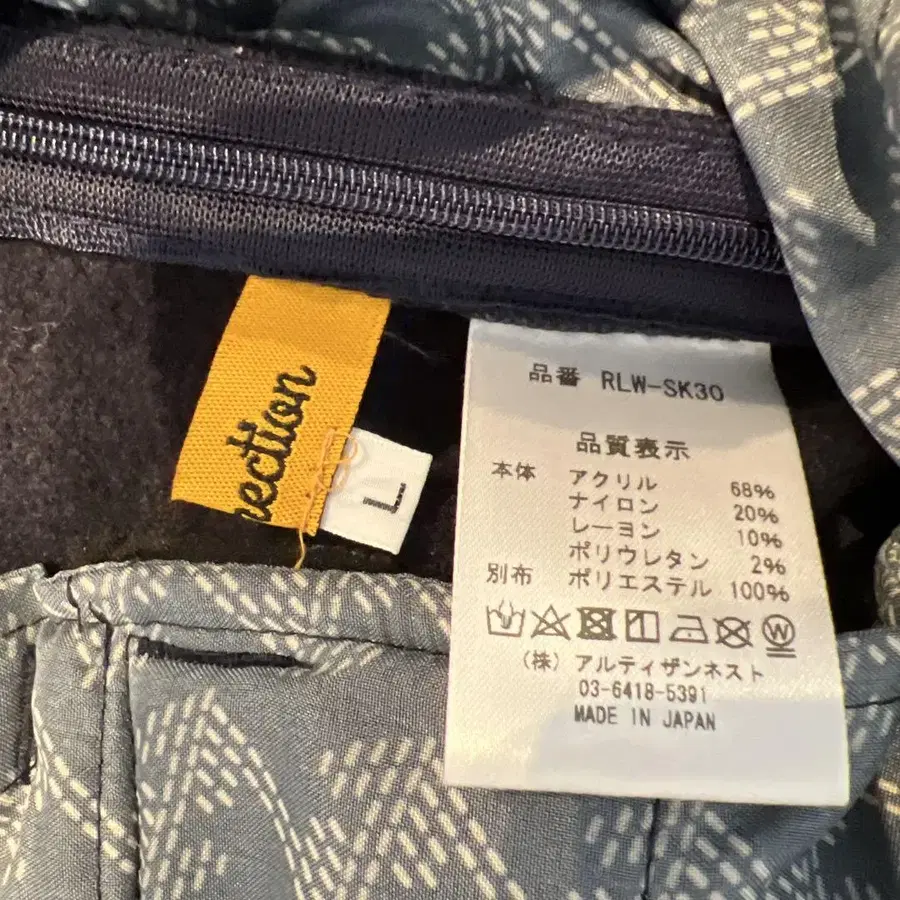 nection
L
品番 RLW-SK30
品質表示
本体 アクリル 68%
ナイロン 20%
レーヨン 10%
ポリウレタン 2%
別布 ポリエステル 100%
W
(株) アルティザンネスト
03-6418-5391
MADE IN JAPAN